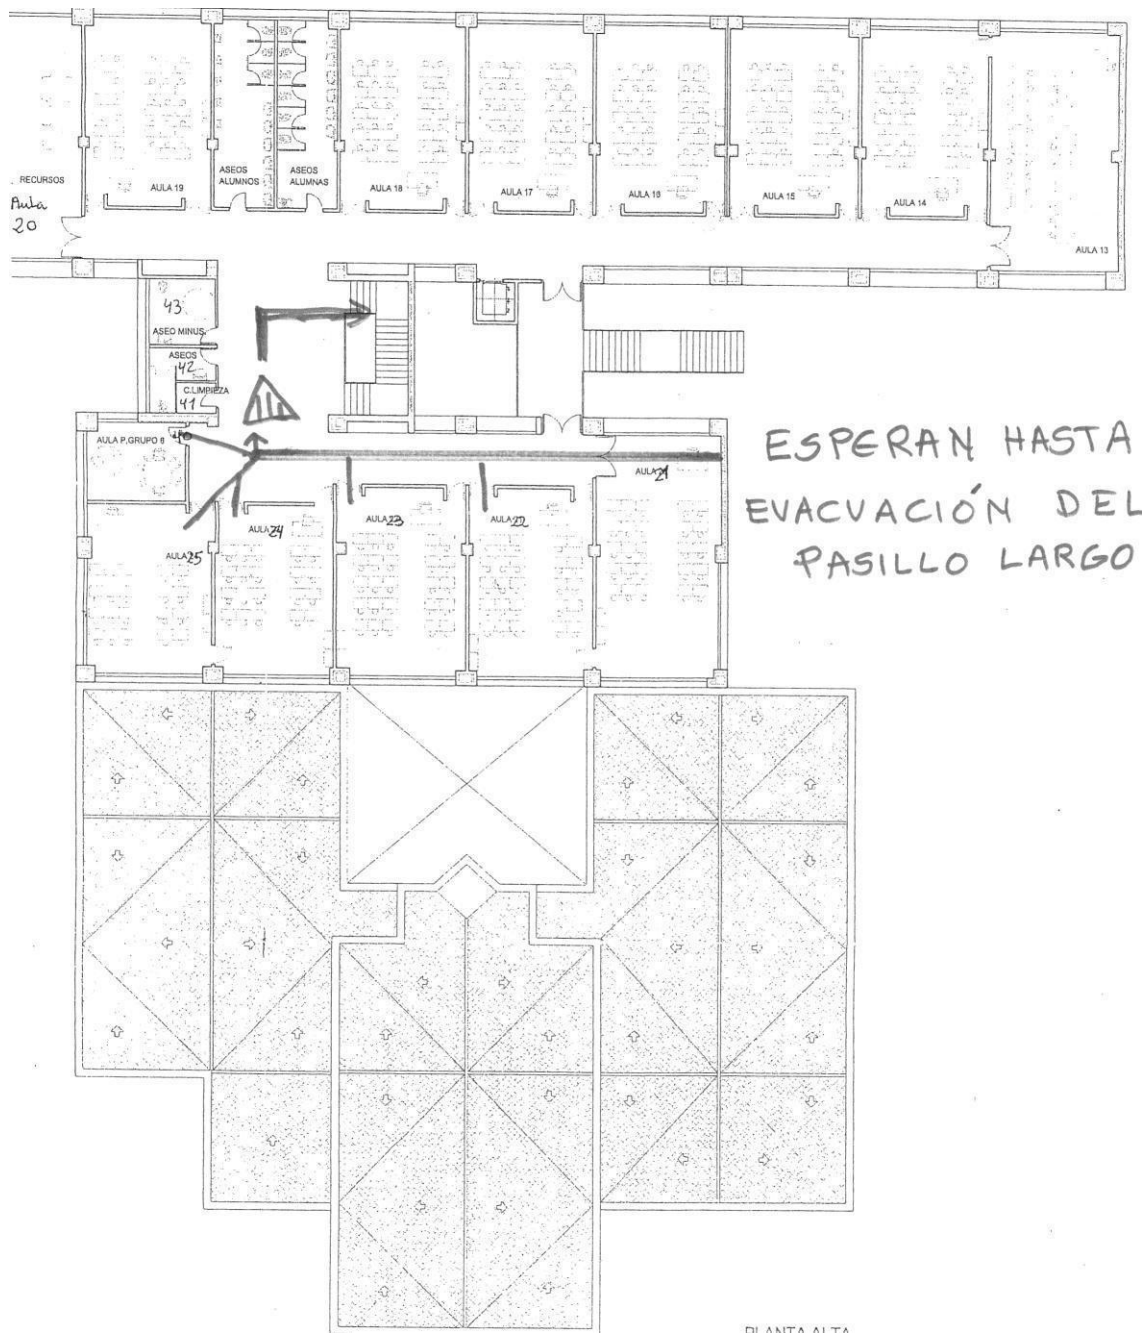 RECURSOS
Aula
20
AULA 19
ASEOS
ALUMNOS
ASEOS
ALUMNAS
AULA 18
AULA 17
AULA 16
AULA 15
AULA 14
AULA 13
43
ASEO MINUS.
ASEOS
42
C.LIMPIEZA
41
AULA P,GRUPO 6
40
AULA 25
AULA 24
AULA 23
AULA 22
AULA 21
ESPERAN HASTA
EVACUACIÓN DEL
PASILLO LARGO
PLANTA ALTA